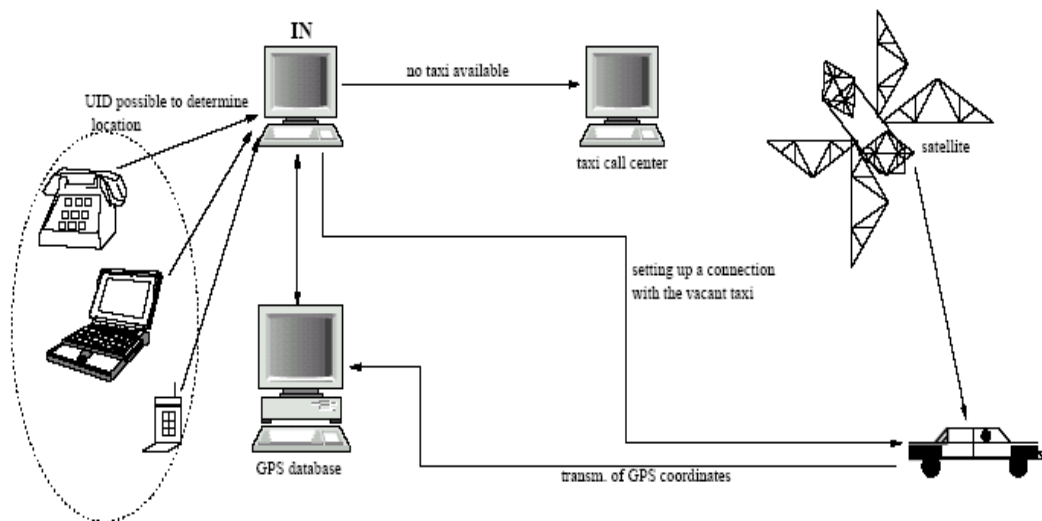 IN
no taxi available
UID possible to determine
location
taxi call center
satellite
setting up a connection
with the vacant taxi
GPS database
transm. of GPS coordinates